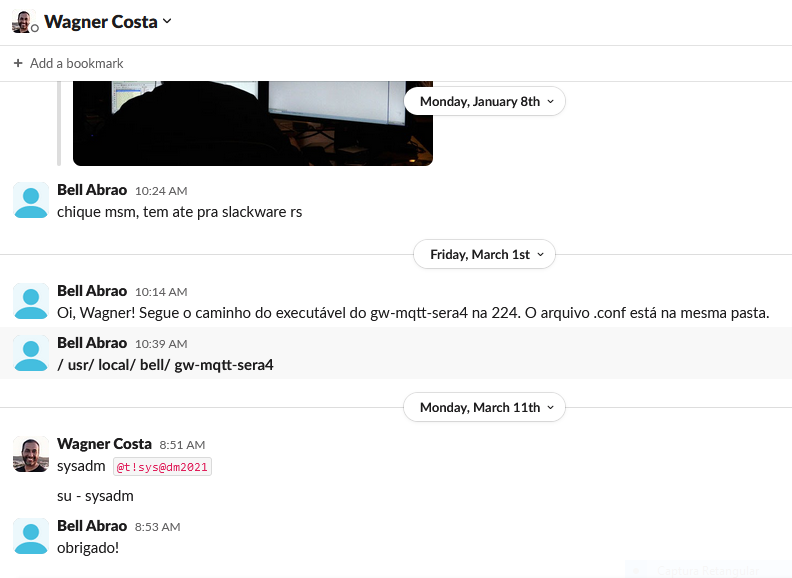 Wagner Costa
+ Add a bookmark
Monday, January 8th
Bell Abrao 10:24 AM
chique msm, tem ate pra slackware rs
Friday, March 1st
Bell Abrao 10:14 AM
Oi, Wagner! Segue o caminho do executável do gw-mqtt-sera4 na 224. O arquivo .conf está na mesma pasta.
Bell Abrao 10:39 AM
/ usr/ local/ bell/ gw-mqtt-sera4
Monday, March 11th
Wagner Costa 8:51 AM
sysadm @t!sys@dm2021
su - sysadm
Bell Abrao 8:53 AM
obrigado!
Captura Retangular